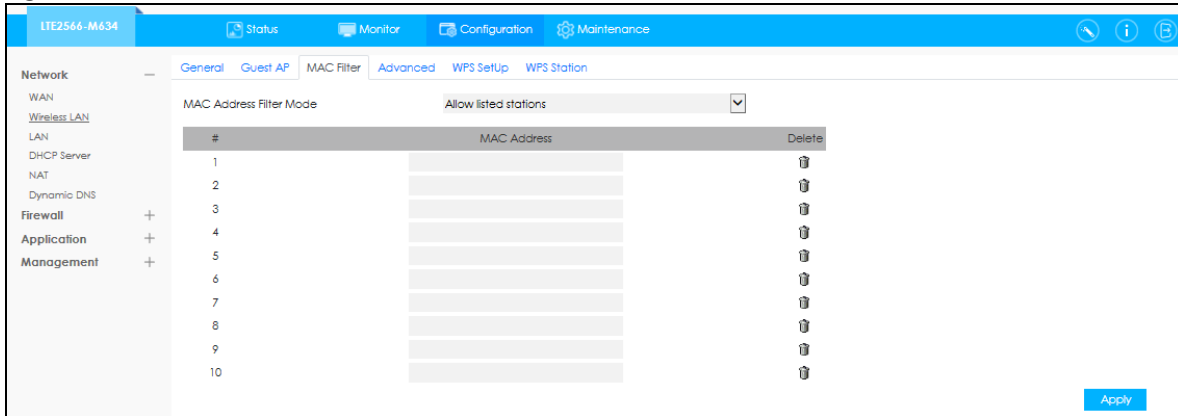 LTE2566-M634
Status Monitor Configuration Maintenance
Network
WAN
Wireless LAN
LAN
DHCP Server
NAT
Dynamic DNS
Firewall
Application
Management
General Guest AP MAC Filter Advanced WPS SetUp WPS Station
MAC Address Filter Mode Allow listed stations
# MAC Address Delete
1
2
3
4
5
6
7
8
9
10
Apply